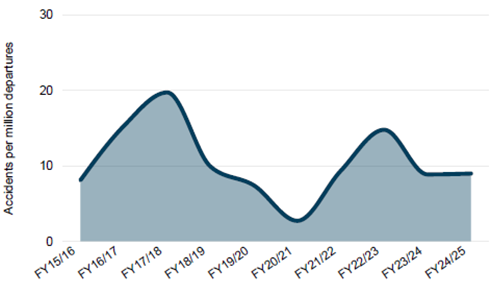 Accidents per million departures
30
20
10
0
FY15/16
FY16/17
FY17/18
FY18/19
FY19/20
FY20/21
FY21/22
FY22/23
FY23/24
FY24/25